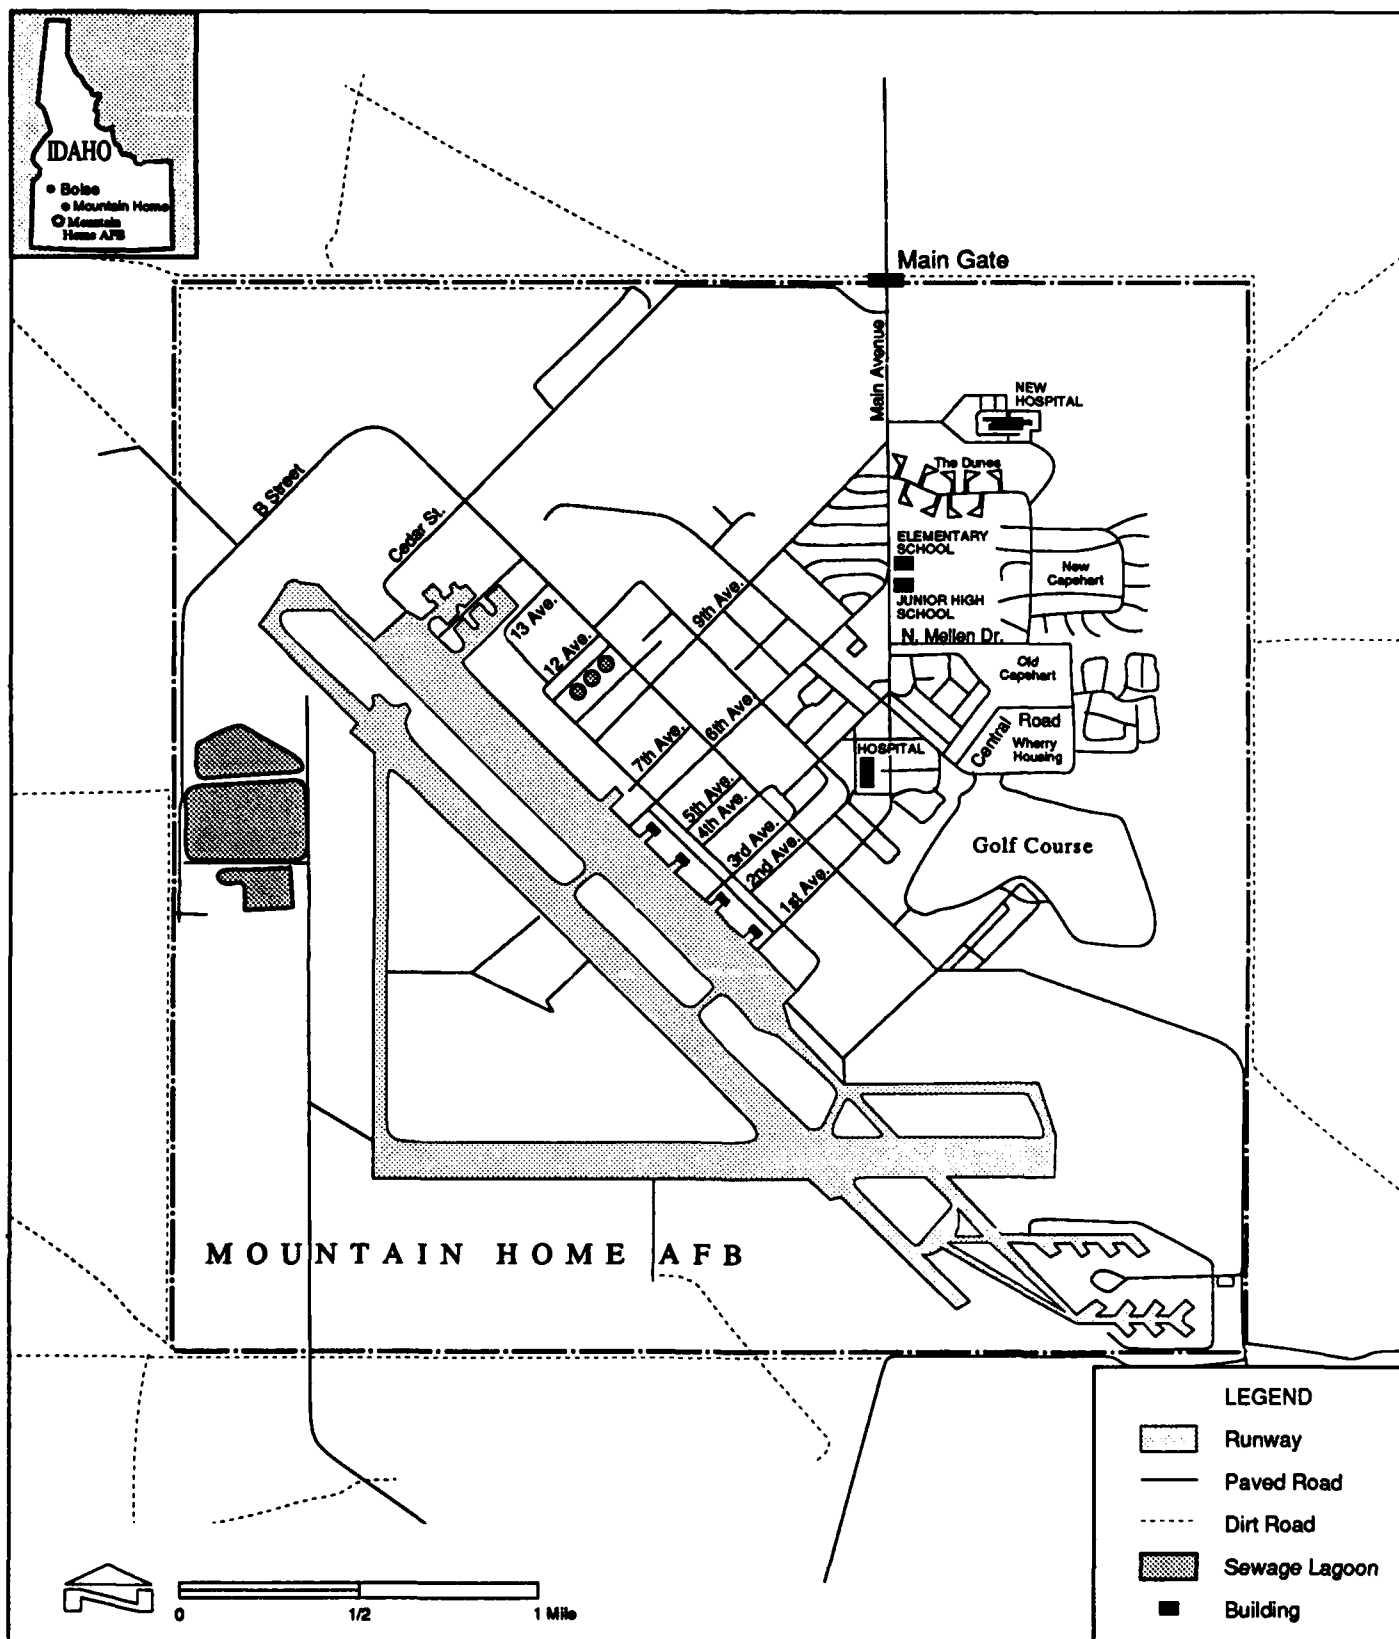 IDAHO
Boise
Mountain Home
Mountain
Home AFB
Main Gate
Main Avenue
NEW
HOSPITAL
The Dunes
B Street
Cedar St.
ELEMENTARY
SCHOOL
New
Capehart
JUNIOR HIGH
SCHOOL
N. Mellen Dr.
13 Ave.
12 Ave.
9th Ave.
Old
Capehart
7th Ave.
6th Ave.
Central
Road
Wherry
Housing
HOSPITAL
5th Ave.
4th Ave.
3rd Ave.
2nd Ave.
1st Ave.
Golf Course
MOUNTAIN HOME AFB
LEGEND
Runway
Paved Road
Dirt Road
Sewage Lagoon
Building
N
0 1/2 1 Mile